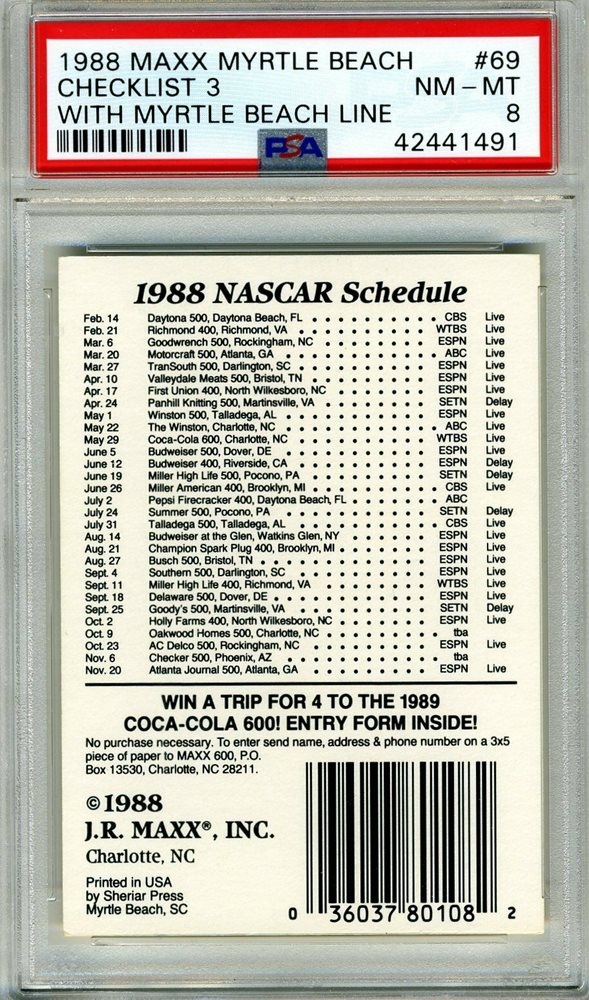 1988 MAXX MYRTLE BEACH #69
CHECKLIST 3 NM - MT
WITH MYRTLE BEACH LINE 8
PSA 42441491
1988 NASCAR Schedule
Feb. 14 Daytona 500, Daytona Beach, FL . . . . . . . . . . CBS Live
Feb. 21 Richmond 400, Richmond, VA . . . . . . . . . . . WTBS Live
Mar. 6 Goodwrench 500, Rockingham, NC . . . . . . . . . ESPN Live
Mar. 20 Motorcraft 500, Atlanta, GA . . . . . . . . . . . . ABC Live
Mar. 27 TranSouth 500, Darlington, SC . . . . . . . . . . . ESPN Live
Apr. 10 Valleydale Meats 500, Bristol, TN . . . . . . . . . . ESPN Live
Apr. 17 First Union 400, North Wilkesboro, NC . . . . . . . . ESPN Live
Apr. 24 Panhill Knitting 500, Martinsville, VA . . . . . . . . . SETN Delay
May 1 Winston 500, Talladega, AL . . . . . . . . . . . . ESPN Live
May 22 The Winston, Charlotte, NC . . . . . . . . . . . . ABC Live
May 29 Coca-Cola 600, Charlotte, NC . . . . . . . . . . . WTBS Live
June 5 Budweiser 500, Dover, DE . . . . . . . . . . . . ESPN Live
June 12 Budweiser 400, Riverside, CA . . . . . . . . . . . ESPN Delay
June 19 Miller High Life 500, Pocono, PA . . . . . . . . . . SETN Delay
June 26 Miller American 400, Brooklyn, MI . . . . . . . . . . CBS Live
July 2 Pepsi Firecracker 400, Daytona Beach, FL . . . . . . . ABC
July 24 Summer 500, Pocono, PA . . . . . . . . . . . . SETN Delay
July 31 Talladega 500, Talladega, AL . . . . . . . . . . . CBS Live
Aug. 14 Budweiser at the Glen, Watkins Glen, NY . . . . . . . ESPN Live
Aug. 21 Champion Spark Plug 400, Brooklyn, MI . . . . . . . . ESPN Live
Aug. 27 Busch 500, Bristol, TN . . . . . . . . . . . . . . ESPN Live
Sept. 4 Southern 500, Darlington, SC . . . . . . . . . . . ESPN Live
Sept. 11 Miller High Life 400, Richmond, VA . . . . . . . . . WTBS Live
Sept. 18 Delaware 500, Dover, DE . . . . . . . . . . . . . ESPN Live
Sept. 25 Goody's 500, Martinsville, VA . . . . . . . . . . . SETN Delay
Oct. 2 Holly Farms 400, North Wilkesboro, NC . . . . . . . . ESPN Live
Oct. 9 Oakwood Homes 500, Charlotte, NC . . . . . . . . . tba
Oct. 23 AC Delco 500, Rockingham, NC . . . . . . . . . . ESPN Live
Nov. 6 Checker 500, Phoenix, AZ . . . . . . . . . . . . tba
Nov. 20 Atlanta Journal 500, Atlanta, GA . . . . . . . . . . ESPN Live
WIN A TRIP FOR 4 TO THE 1989
COCA-COLA 600! ENTRY FORM INSIDE!
No purchase necessary. To enter send name, address & phone number on a 3x5
piece of paper to MAXX 600, P.O.
Box 13530, Charlotte, NC 28211.
©1988
J.R. MAXX®, INC.
Charlotte, NC
Printed in USA
by Sheriar Press
Myrtle Beach, SC
0 36037 80108 2